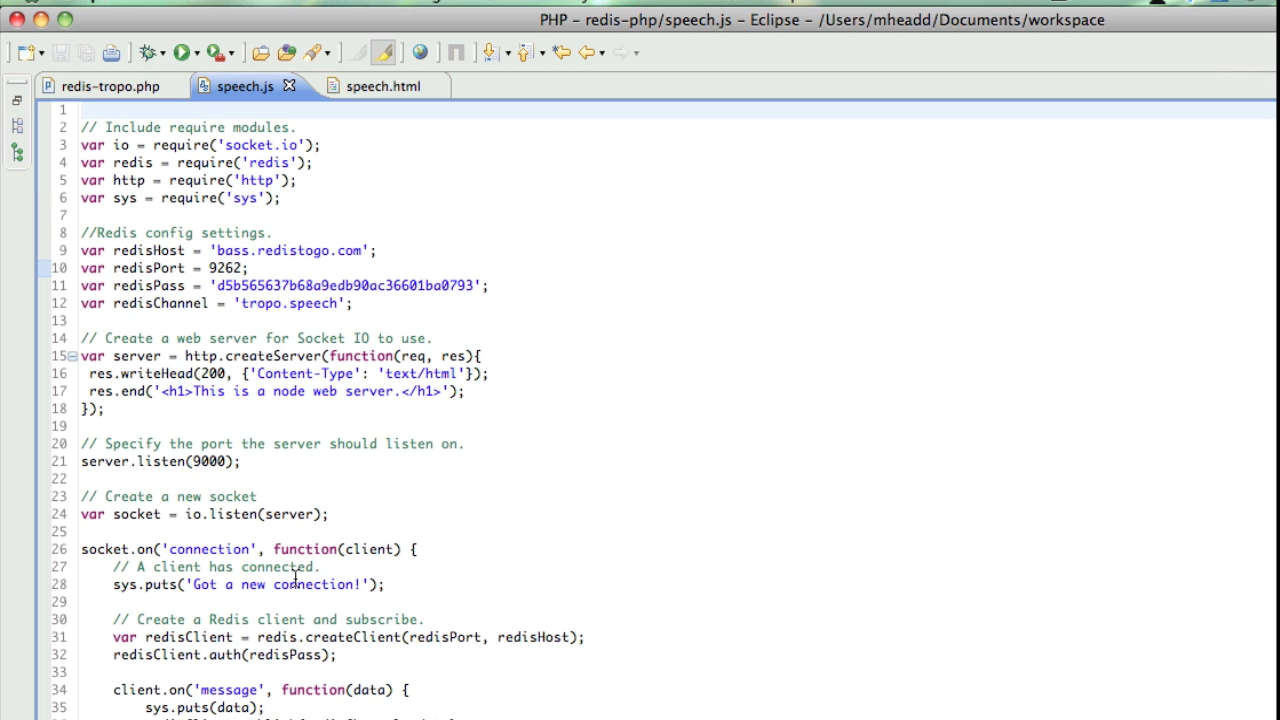 PHP - redis-php/speech.js - Eclipse - /Users/mheadd/Documents/workspace
redis-tropo.php speech.js speech.html
1
2 // Include require modules.
3 var io = require('socket.io');
4 var redis = require('redis');
5 var http = require('http');
6 var sys = require('sys');
7
8 //Redis config settings.
9 var redisHost = 'bass.redistogo.com';
10 var redisPort = 9262;
11 var redisPass = 'd5b565637b68a9edb90ac36601ba0793';
12 var redisChannel = 'tropo.speech';
13
14 // Create a web server for Socket IO to use.
15 var server = http.createServer(function(req, res){
16 res.writeHead(200, {'Content-Type': 'text/html'});
17 res.end('<h1>This is a node web server.</h1>');
18 });
19
20 // Specify the port the server should listen on.
21 server.listen(9000);
22
23 // Create a new socket
24 var socket = io.listen(server);
25
26 socket.on('connection', function(client) {
27 // A client has connected.
28 sys.puts('Got a new connection!');
29
30 // Create a Redis client and subscribe.
31 var redisClient = redis.createClient(redisPort, redisHost);
32 redisClient.auth(redisPass);
33
34 client.on('message', function(data) {
35 sys.puts(data);